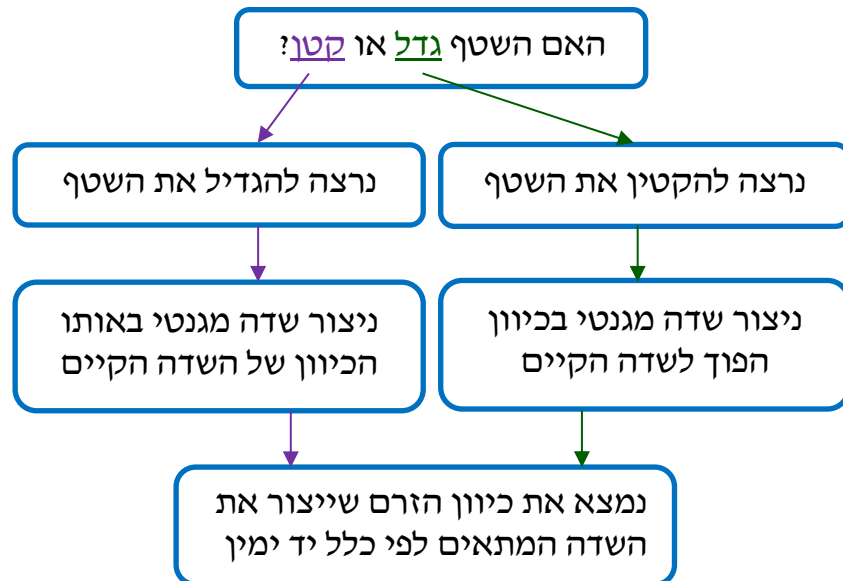 האם השטף גדל או קטן?
נרצה להקטין את השטף
נרצה להגדיל את השטף
ניצור שדה מגנטי בכיוון
הפוך לשדה הקיים
ניצור שדה מגנטי באותו
הכיוון של השדה הקיים
נמצא את כיוון הזרם שייצור את
השדה המתאים לפי כלל יד ימין